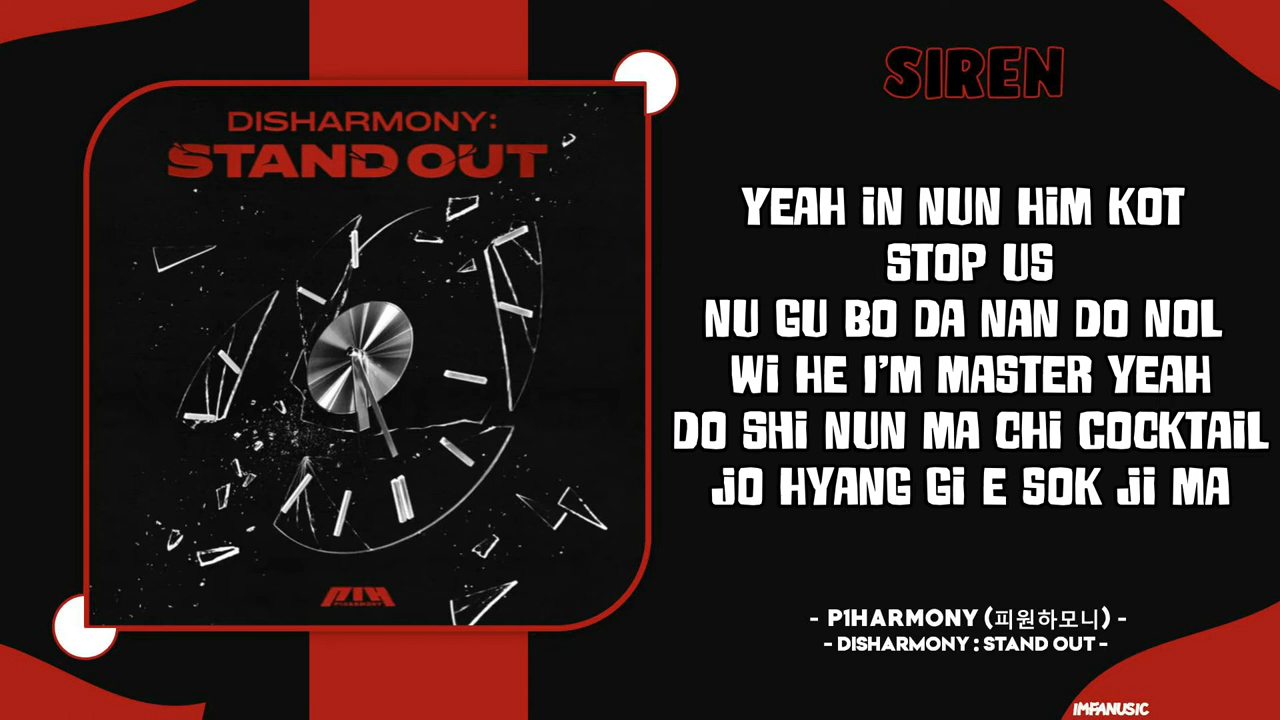 DISHARMONY:
STAND OUT
P1H
P1HARMONY
SIREN
YEAH iN NUN HiM KOT
STOP US
NU GU BO DA NAN DO NOL
Wi HE I'M MASTER YEAH
DO SHi NUN MA CHi COCKTAiL
JO HYANG Gi E SOK Ji MA
- P1HARMONY (피원하모니) -
- DISHARMONY : STAND OUT -
IMFANUSIC